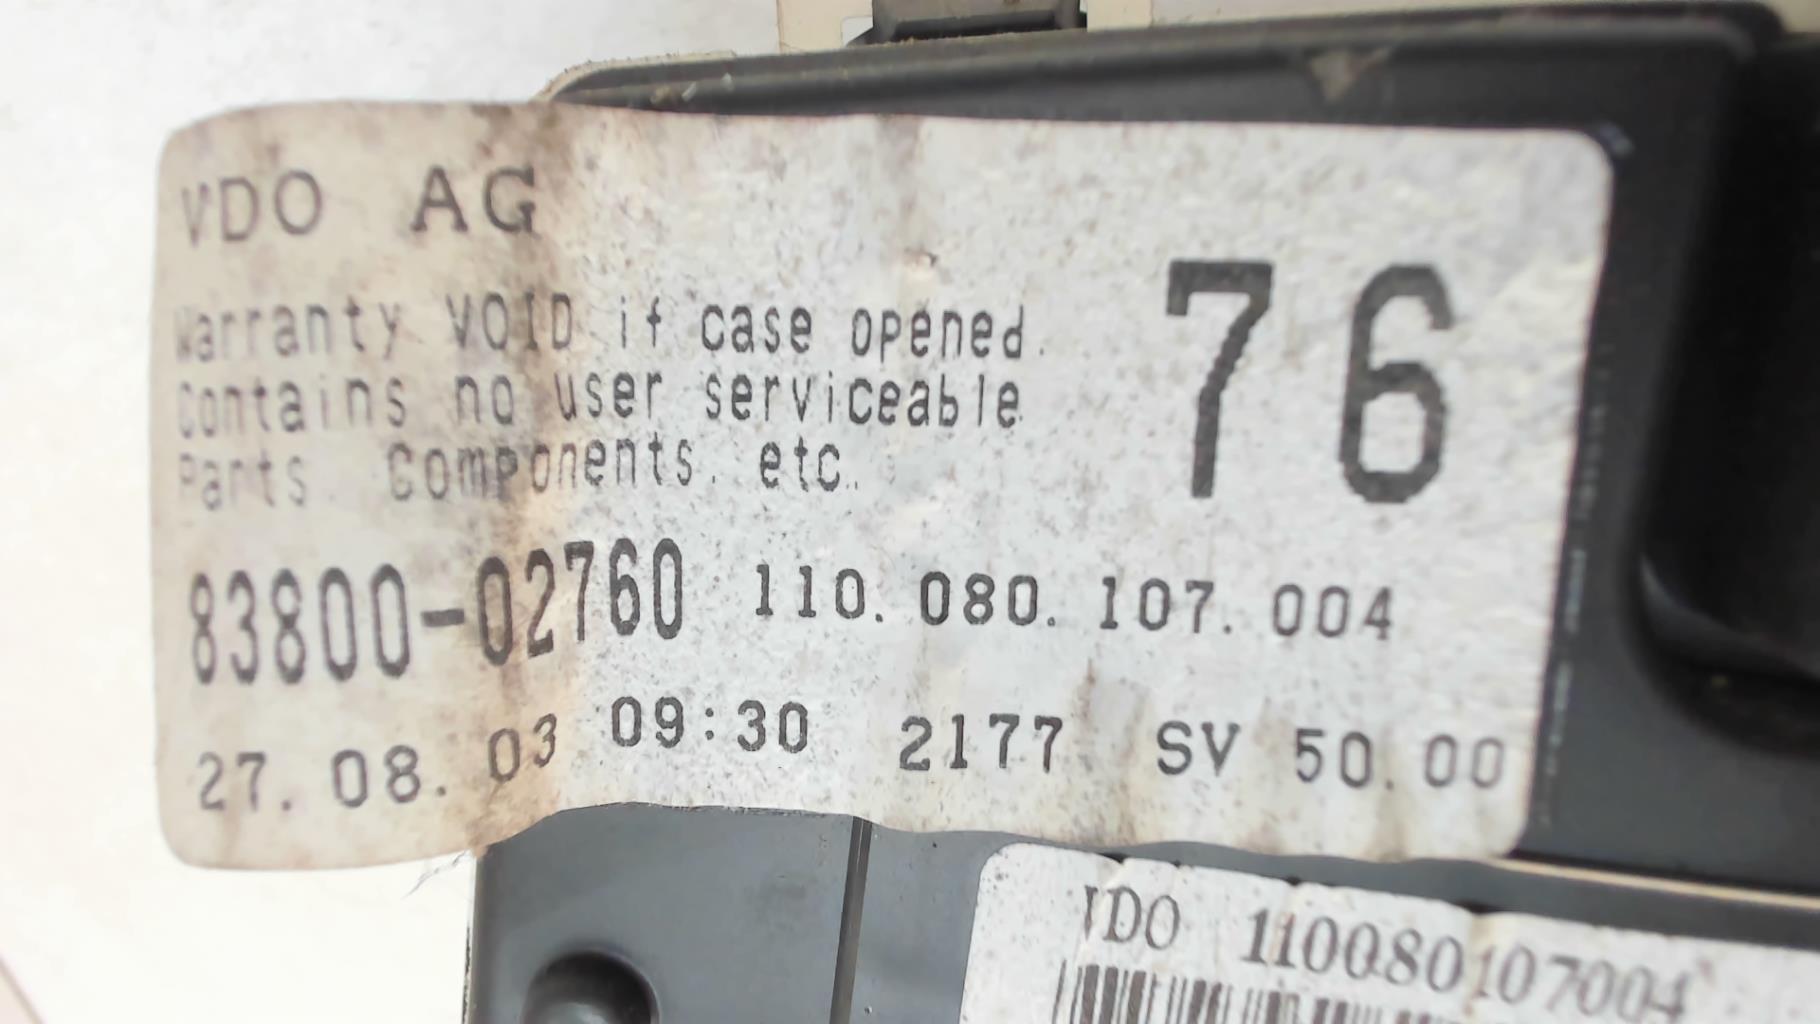 VDO AG
76
Warranty VOID if case opened.
Contains no user serviceable
Parts. Components. etc..
83800-02760 110.080.107.004
27.08.03 09:30 2177 SV 50.00
VDO 110080107004